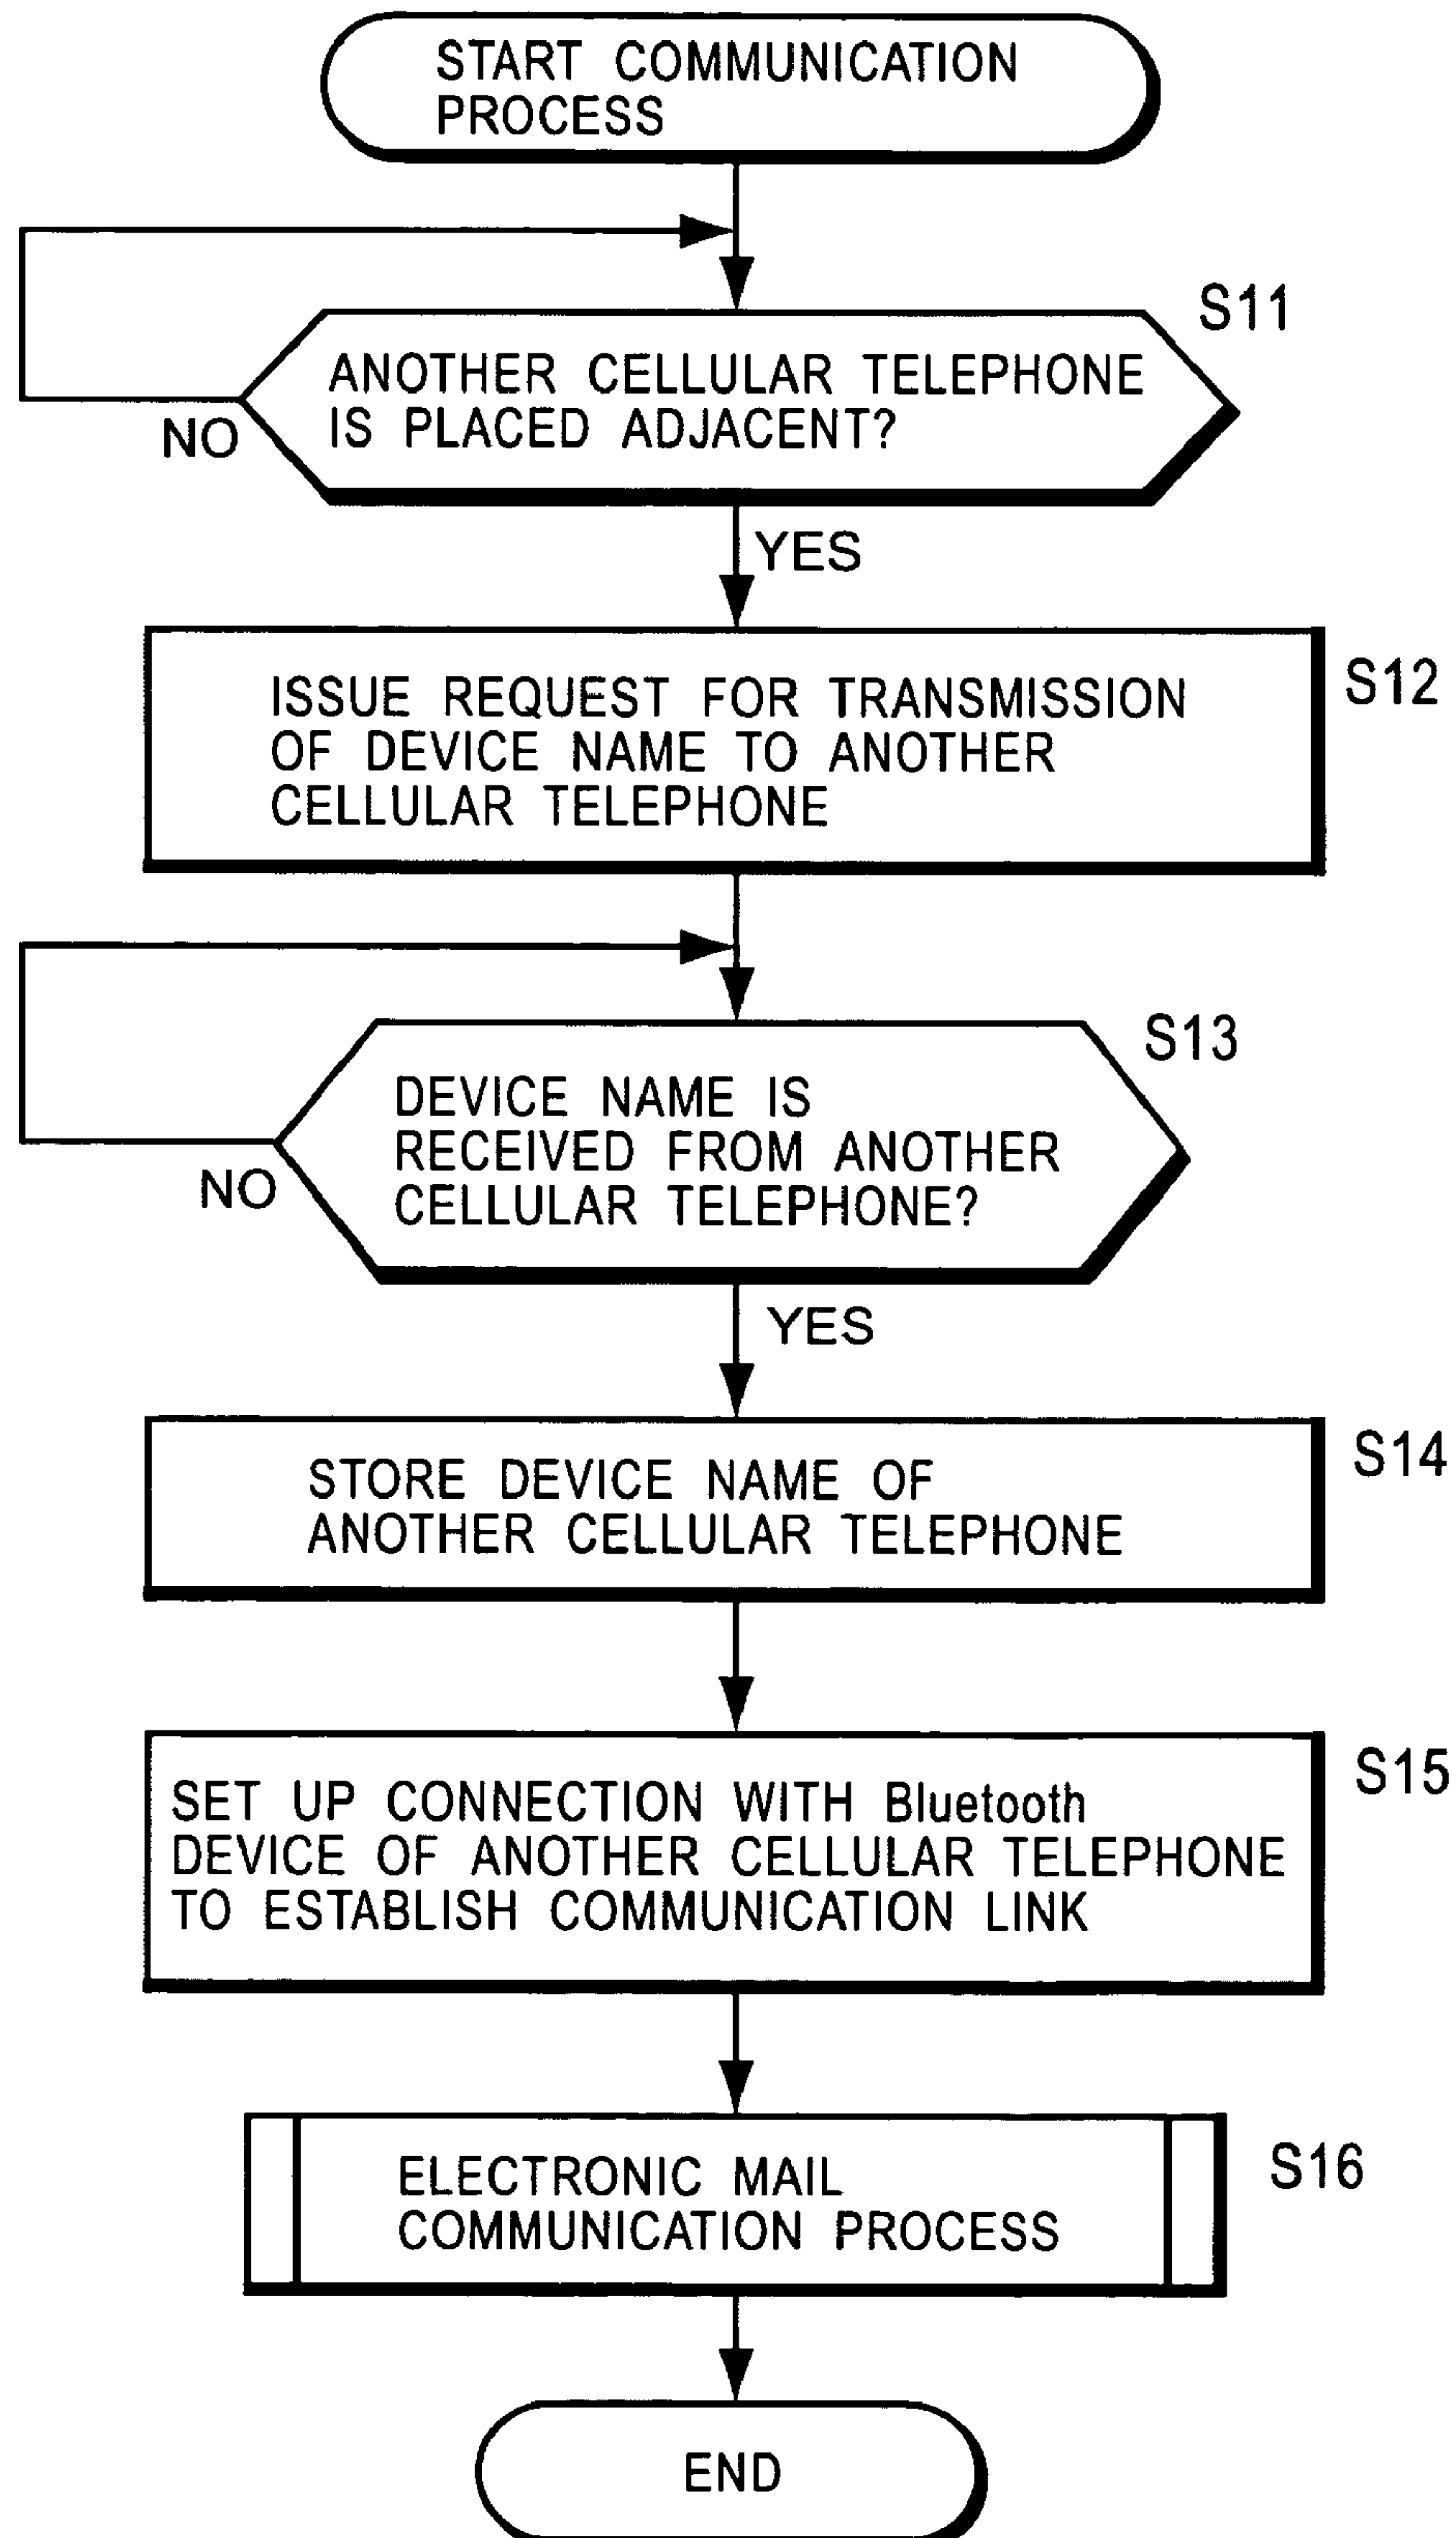 START COMMUNICATION
PROCESS
S11
ANOTHER CELLULAR TELEPHONE
IS PLACED ADJACENT?
NO
YES
S12
ISSUE REQUEST FOR TRANSMISSION
OF DEVICE NAME TO ANOTHER
CELLULAR TELEPHONE
S13
DEVICE NAME IS
RECEIVED FROM ANOTHER
CELLULAR TELEPHONE?
NO
YES
S14
STORE DEVICE NAME OF
ANOTHER CELLULAR TELEPHONE
S15
SET UP CONNECTION WITH Bluetooth
DEVICE OF ANOTHER CELLULAR TELEPHONE
TO ESTABLISH COMMUNICATION LINK
S16
ELECTRONIC MAIL
COMMUNICATION PROCESS
END